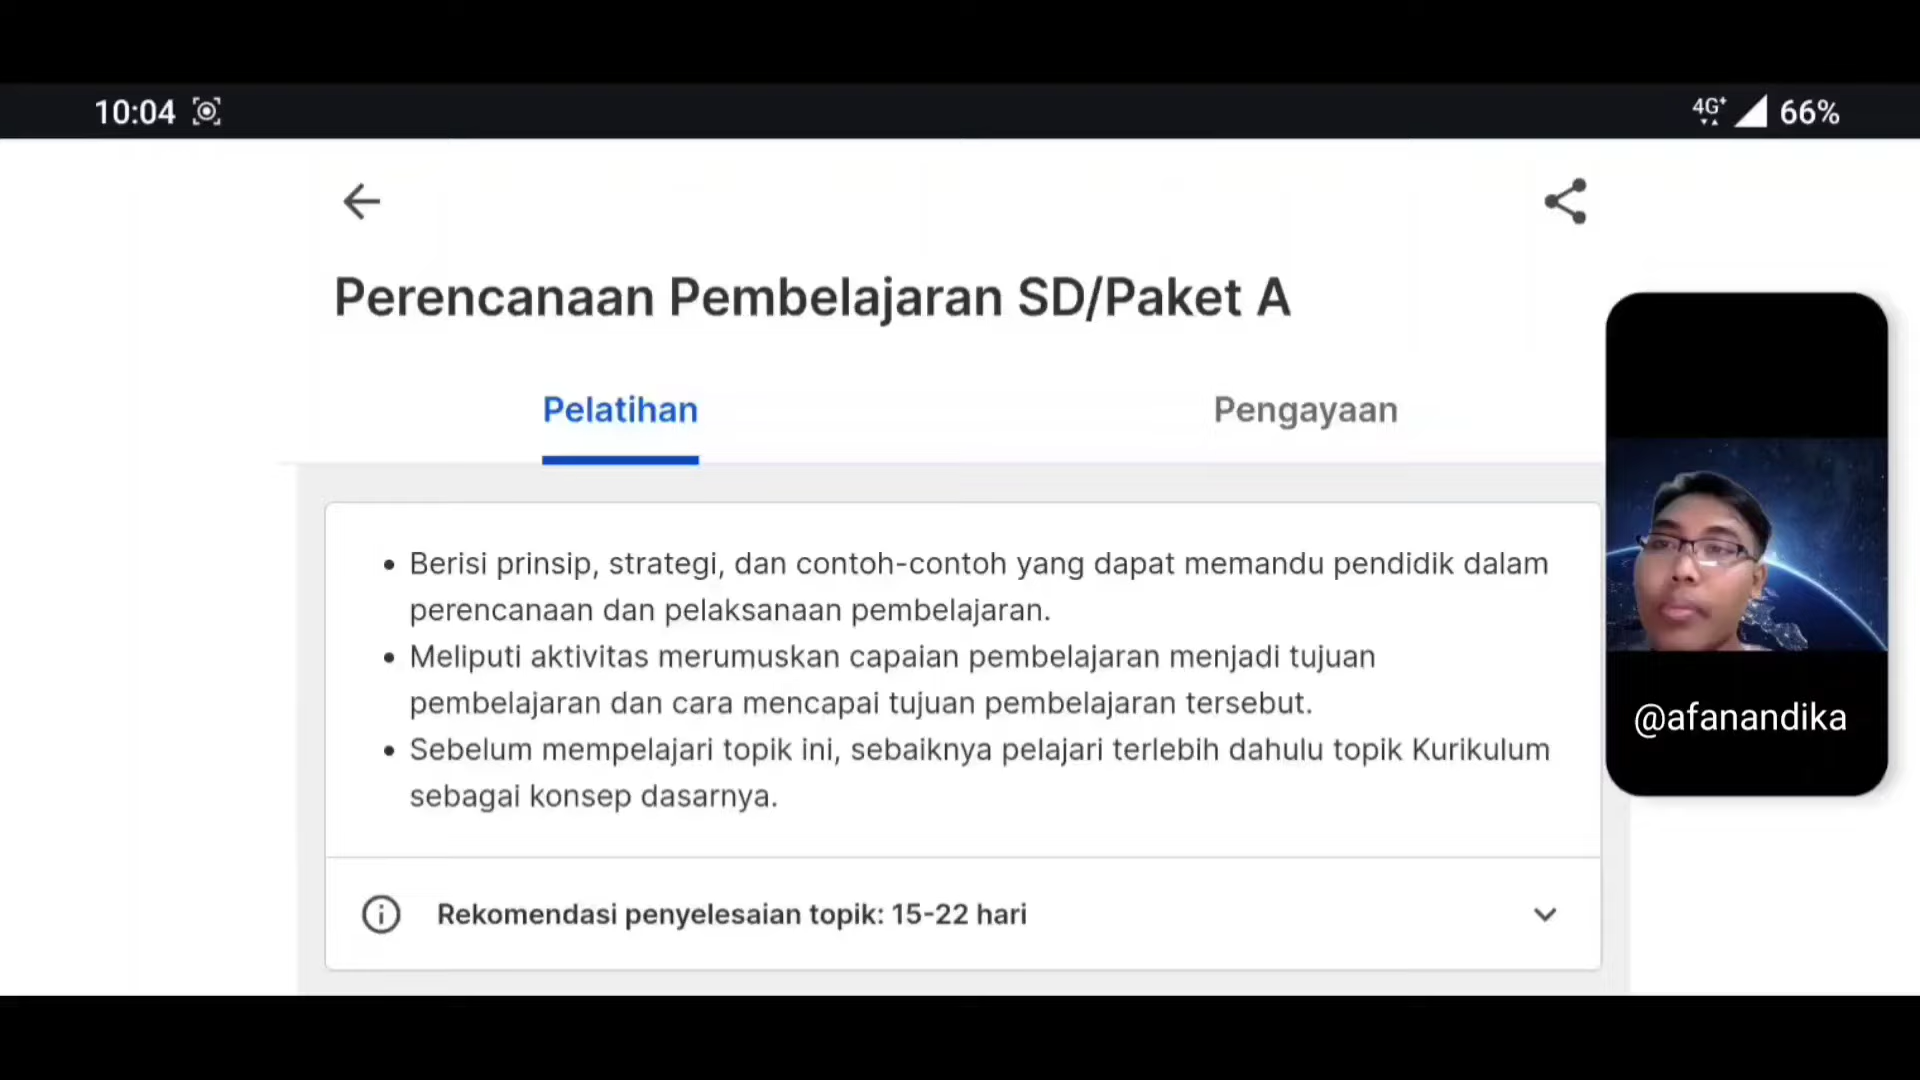 10:04
4G+ 66%
Perencanaan Pembelajaran SD/Paket A
Pelatihan
Pengayaan
• Berisi prinsip, strategi, dan contoh-contoh yang dapat memandu pendidik dalam
perencanaan dan pelaksanaan pembelajaran.
• Meliputi aktivitas merumuskan capaian pembelajaran menjadi tujuan
pembelajaran dan cara mencapai tujuan pembelajaran tersebut.
• Sebelum mempelajari topik ini, sebaiknya pelajari terlebih dahulu topik Kurikulum
sebagai konsep dasarnya.
Rekomendasi penyelesaian topik: 15-22 hari
@afanandika